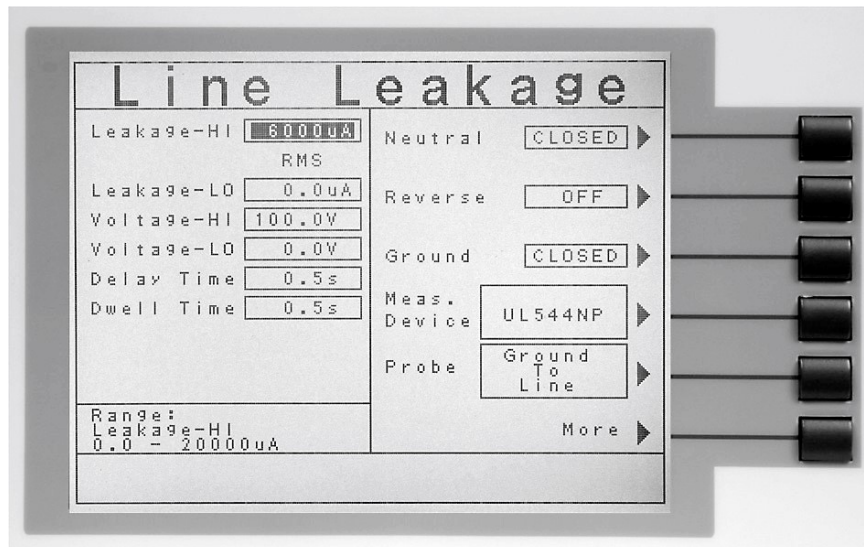 Line Leakage
Leakage-HI 6000uA
RMS
Leakage-LO 0.0uA
Voltage-HI 100.0V
Voltage-LO 0.0V
Delay Time 0.5s
Dwell Time 0.5s
Range:
Leakage-HI
0.0 - 20000uA
Neutral CLOSED
Reverse OFF
Ground CLOSED
Meas.
Device UL544NP
Probe Ground
To
Line
More